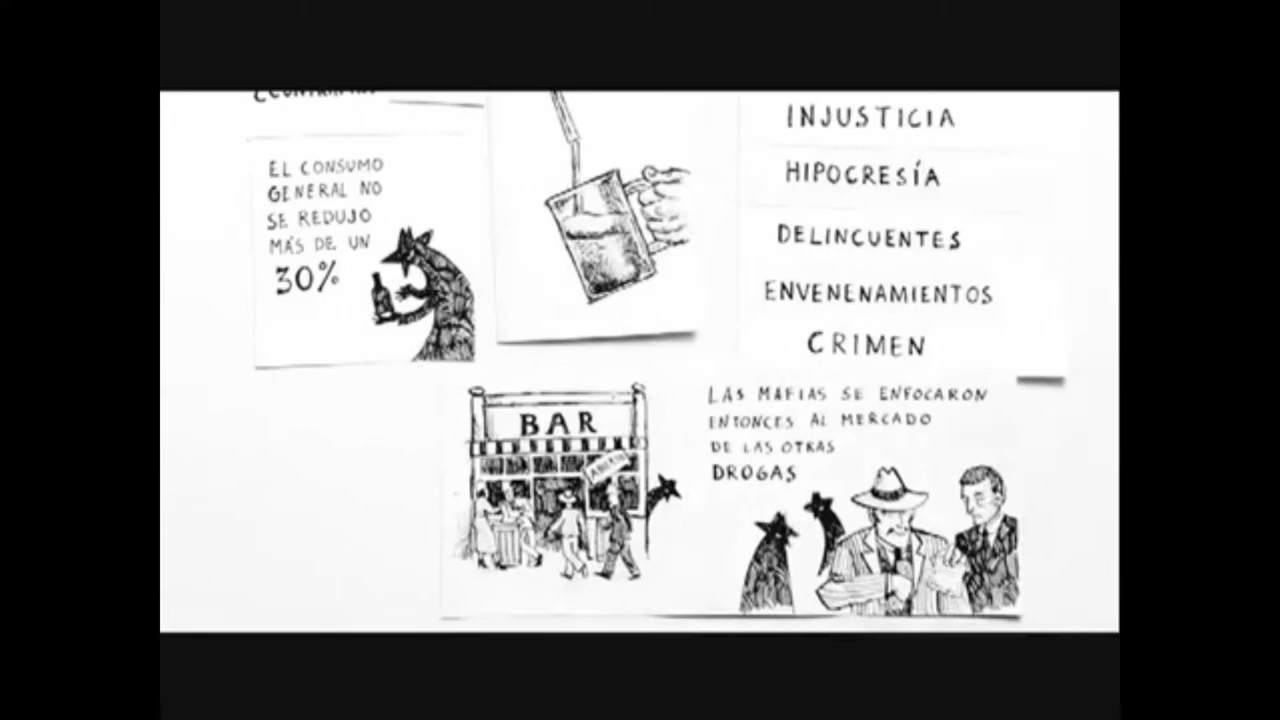 EL CONSUMO
GENERAL NO
SE REDUJO
MÁS DE UN
30%
INJUSTICIA
HIPOCRESÍA
DELINCUENTES
ENVENENAMIENTOS
CRIMEN
BAR
ABIERTO
LAS MAFIAS SE ENFOCARON
ENTONCES AL MERCADO
DE LAS OTRAS
DROGAS